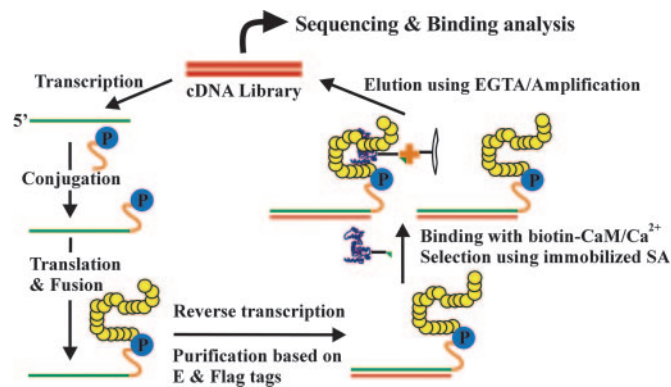 Sequencing & Binding analysis
Transcription
cDNA Library
Elution using EGTA/Amplification
5'
P
P
P
Conjugation
P
P
Translation
& Fusion
Binding with biotin-CaM/Ca2+
Selection using immobilized SA
P
Reverse transcription
P
Purification based on
E & Flag tags